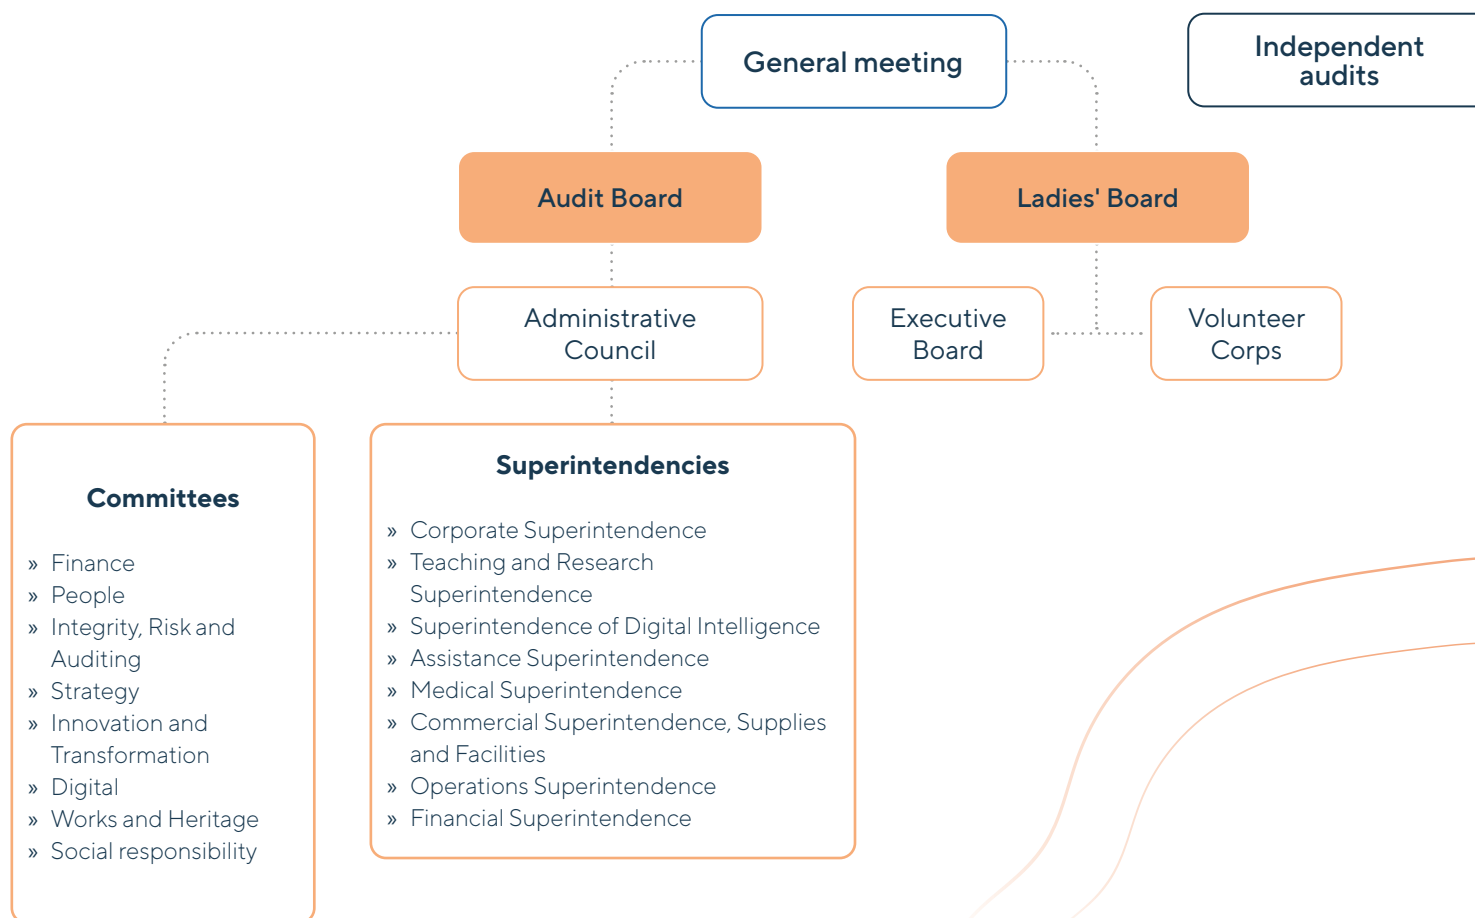 General meeting
Independent
audits
Audit Board
Ladies' Board
Administrative
Council
Executive
Board
Volunteer
Corps
Committees
» Finance
» People
» Integrity, Risk and
Auditing
» Strategy
» Innovation and
Transformation
» Digital
» Works and Heritage
» Social responsibility
Superintendencies
» Corporate Superintendence
» Teaching and Research
Superintendence
» Superintendence of Digital Intelligence
» Assistance Superintendence
» Medical Superintendence
» Commercial Superintendence, Supplies
and Facilities
» Operations Superintendence
» Financial Superintendence